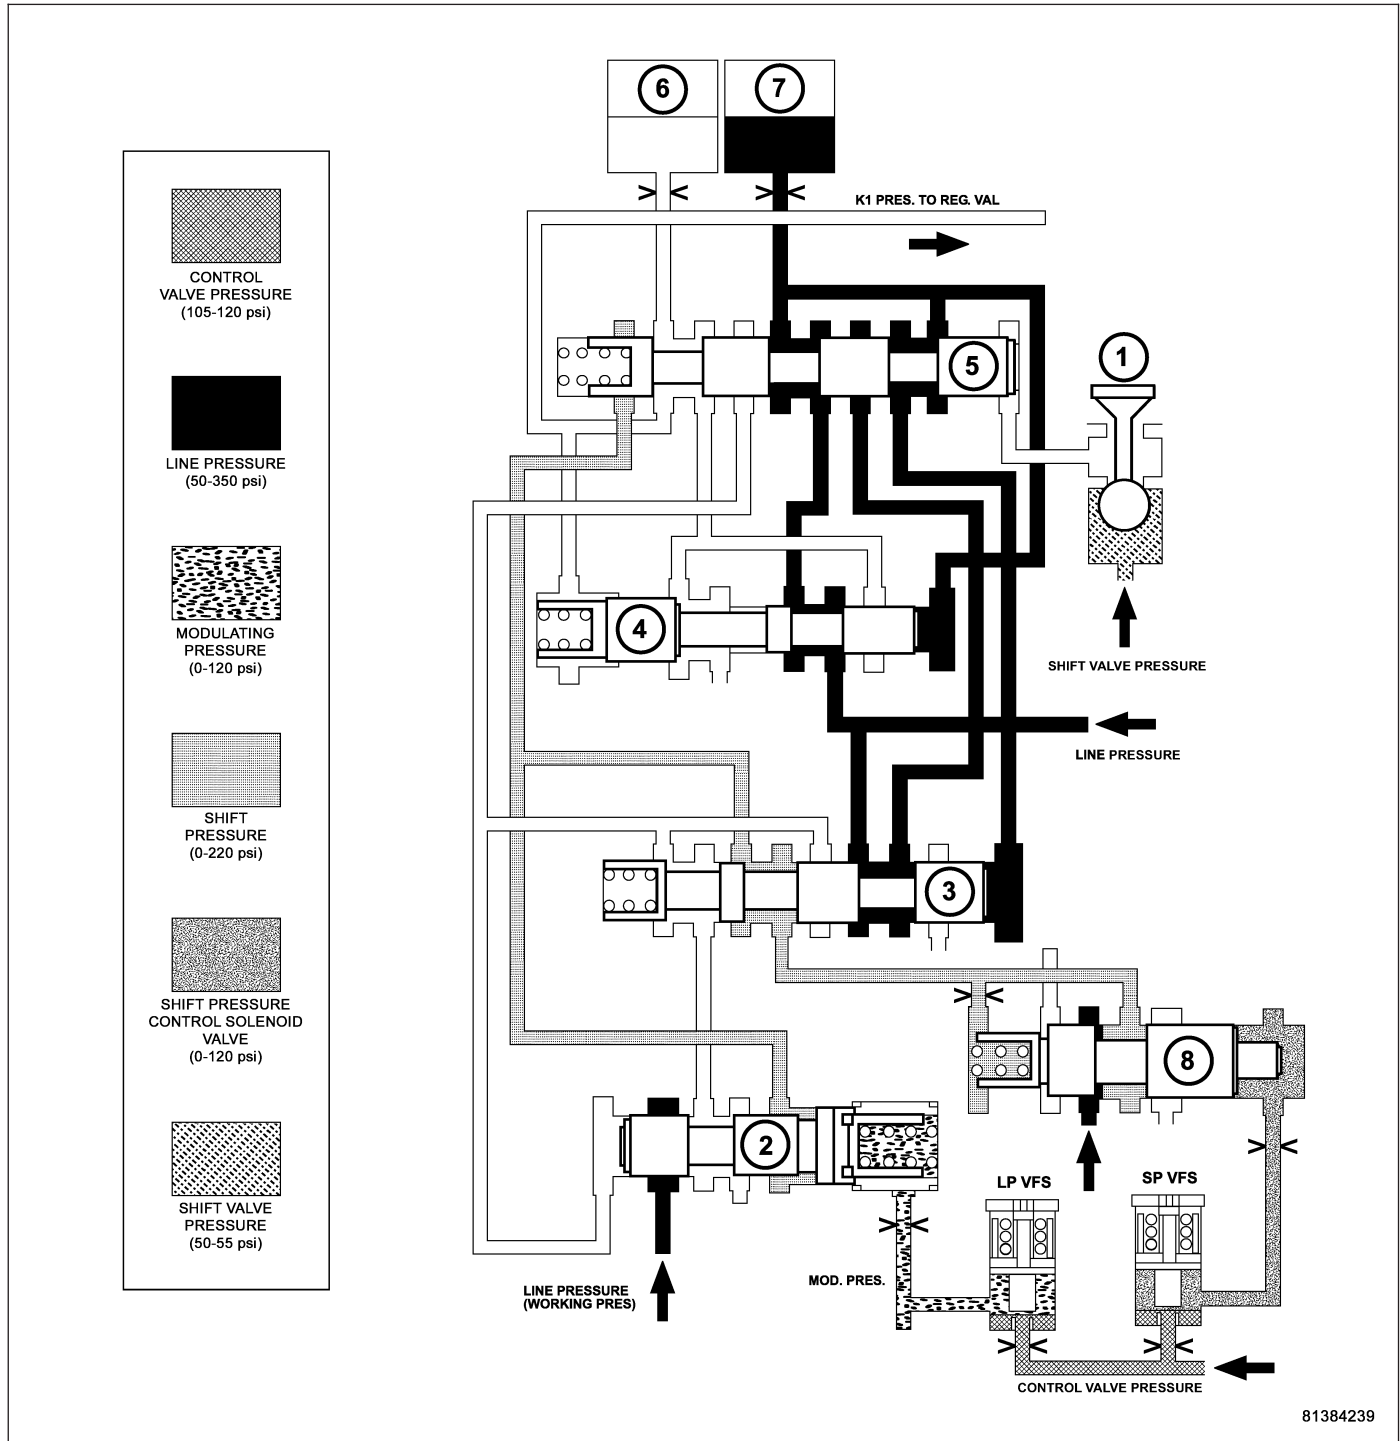 6
7
K1 PRES. TO REG. VAL
CONTROL
VALVE PRESSURE
(105-120 psi)
LINE PRESSURE
(50-350 psi)
MODULATING
PRESSURE
(0-120 psi)
SHIFT
PRESSURE
(0-220 psi)
SHIFT PRESSURE
CONTROL SOLENOID
VALVE
(0-120 psi)
SHIFT VALVE
PRESSURE
(50-55 psi)
5
1
4
SHIFT VALVE PRESSURE
LINE PRESSURE
3
8
2
LP VFS
SP VFS
MOD. PRES.
LINE PRESSURE
(WORKING PRES)
CONTROL VALVE PRESSURE
81384239